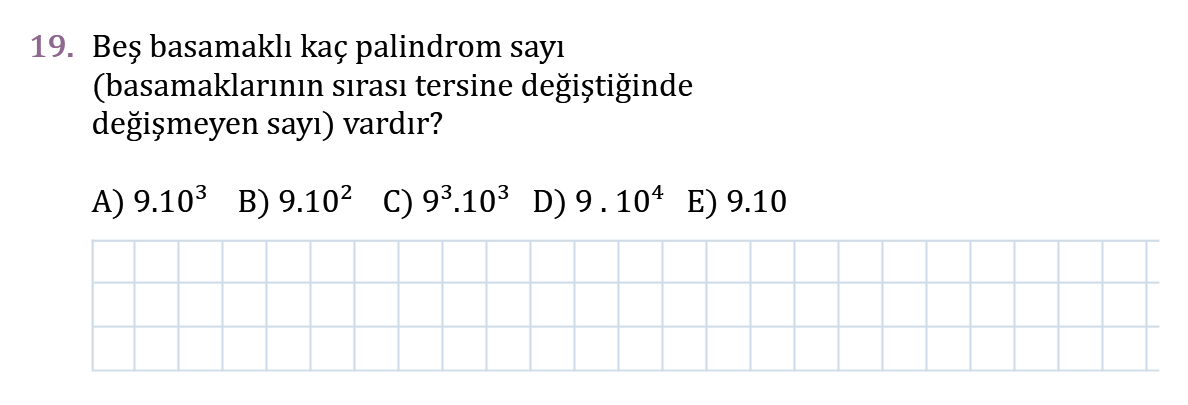 19. Beş basamaklı kaç palindrom sayı
(basamaklarının sırası tersine değiştiğinde
değişmeyen sayı) vardır?
A) 9.10³ B) 9.10² C) 9³.10³ D) 9 . 10⁴ E) 9.10